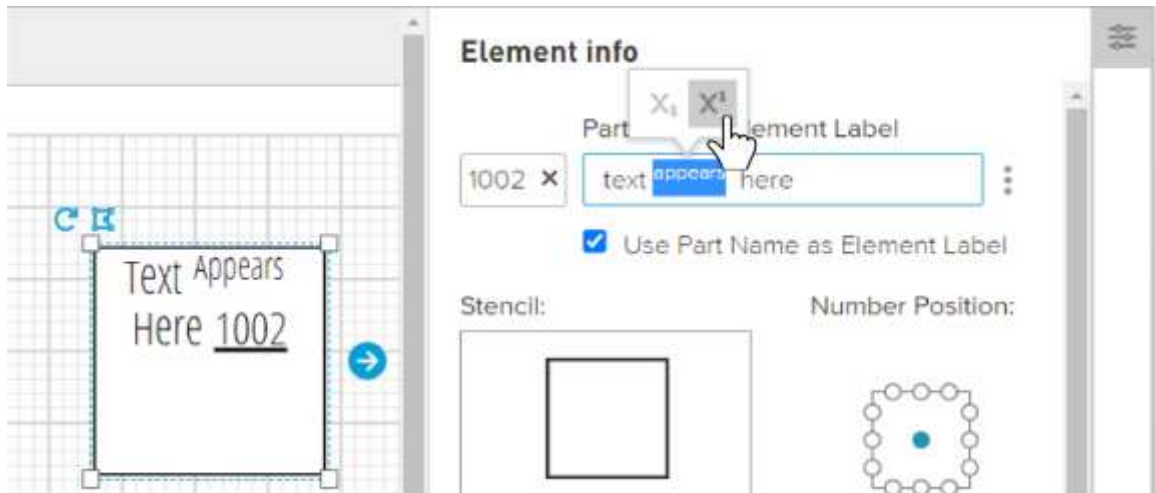 Element info
X₁ X¹
Part ement Label
1002 × text appears here
Use Part Name as Element Label
Text Appears
Here 1002
Stencil:
Number Position: